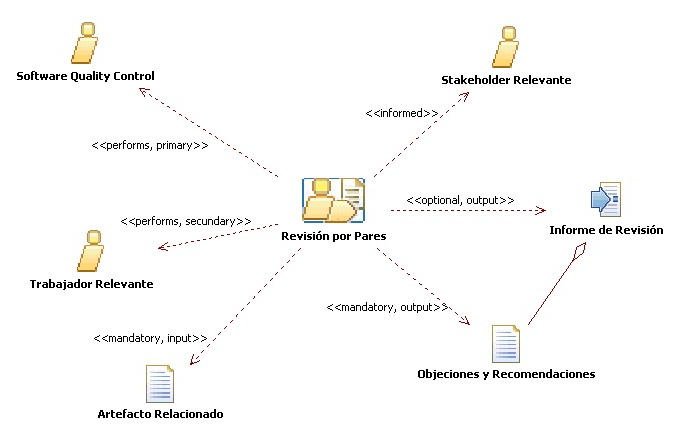 Software Quality Control
Stakeholder Relevante
<<informed>>
<<performs, primary>>
<<optional, output>>
<<performs, secundary>>
Revisión por Pares
Informe de Revisión
Trabajador Relevante
<<mandatory, output>>
<<mandatory, input>>
Objeciones y Recomendaciones
Artefacto Relacionado